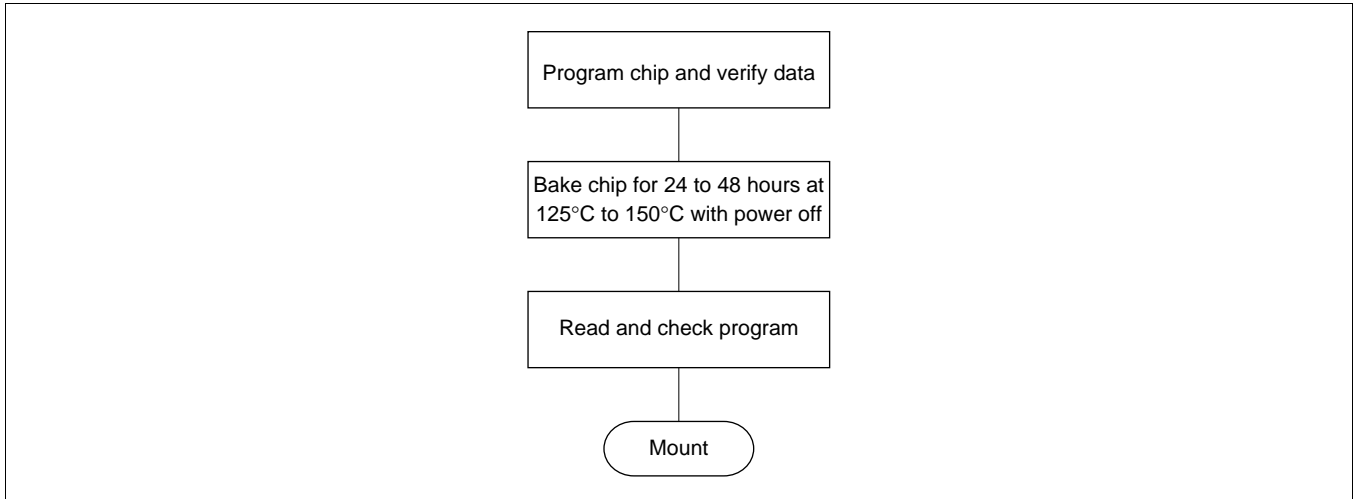 Program chip and verify data
Bake chip for 24 to 48 hours at
125°C to 150°C with power off
Read and check program
Mount